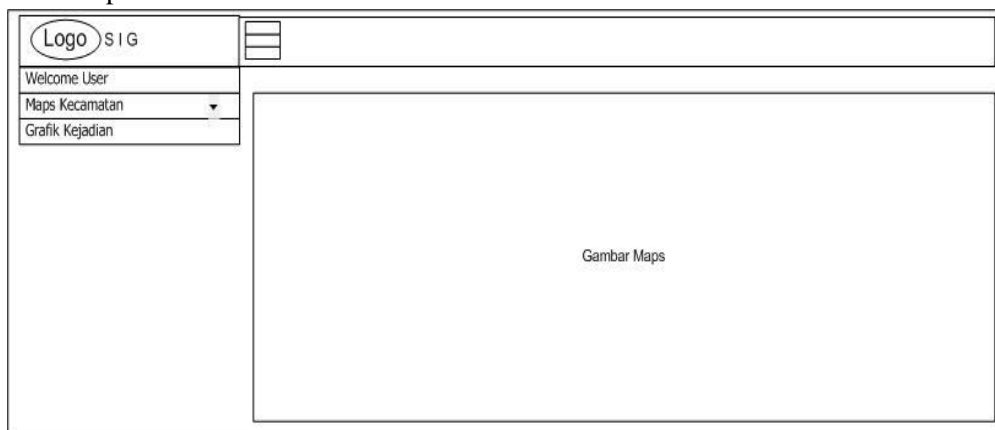 Logo S I G
Welcome User
Maps Kecamatan
Grafik Kejadian
Gambar Maps